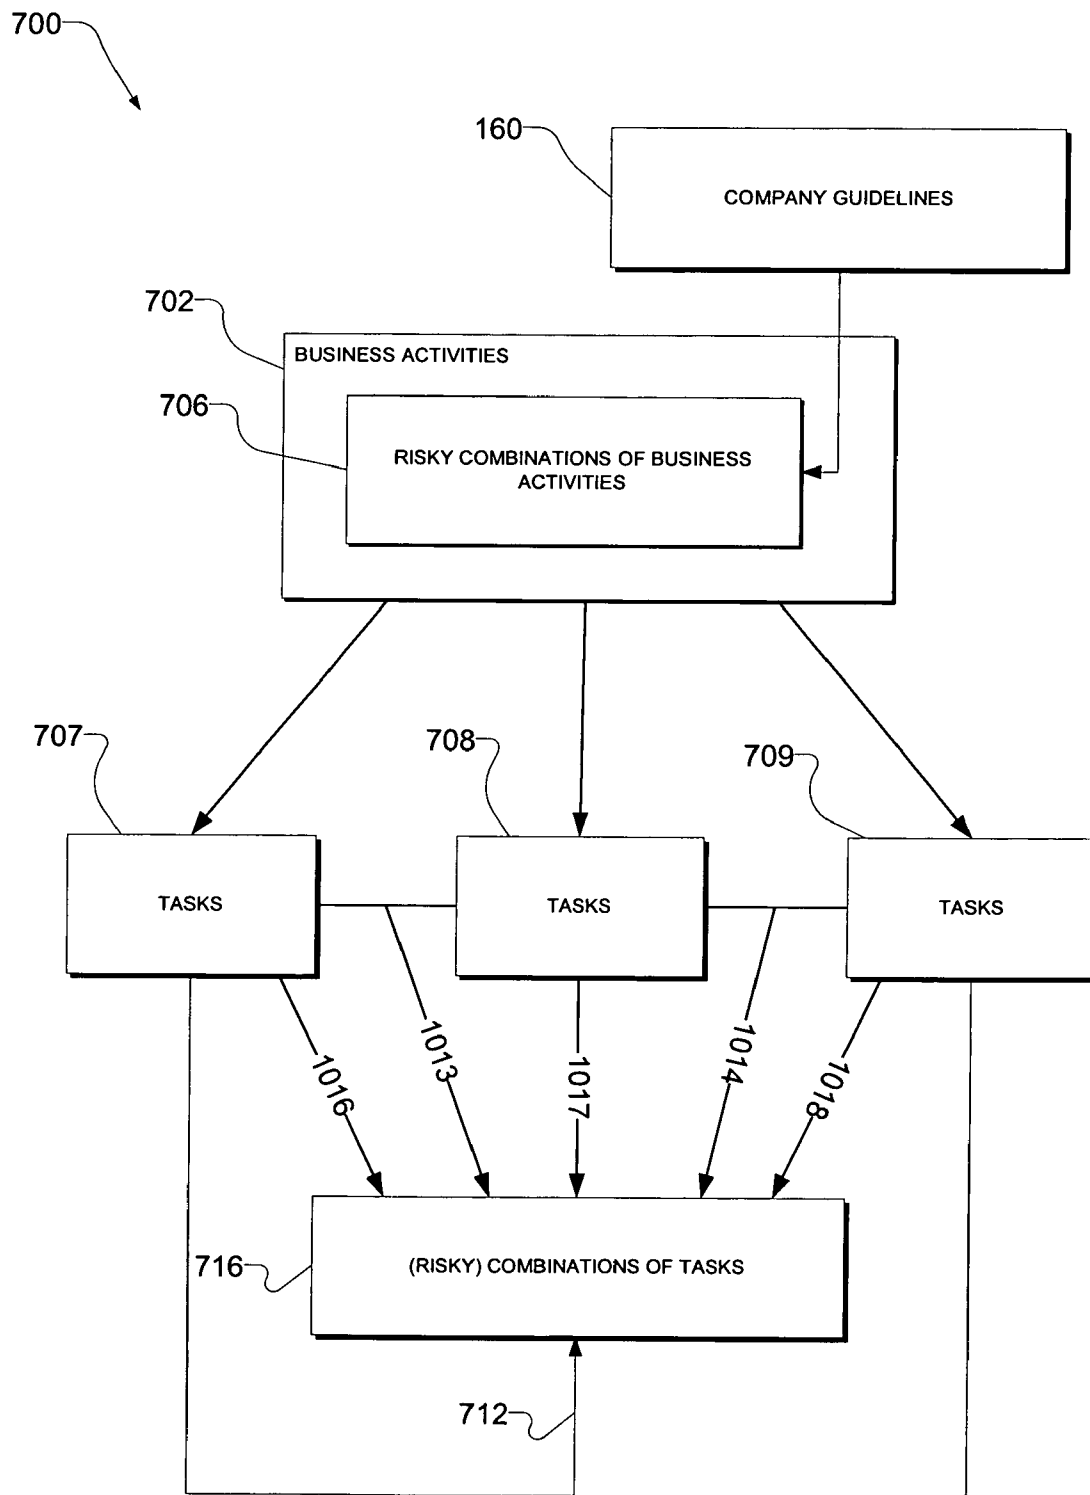 700
160
COMPANY GUIDELINES
702
BUSINESS ACTIVITIES
706
RISKY COMBINATIONS OF BUSINESS
ACTIVITIES
707
708
709
TASKS
TASKS
TASKS
1016
1013
1017
1014
1018
716
(RISKY) COMBINATIONS OF TASKS
712